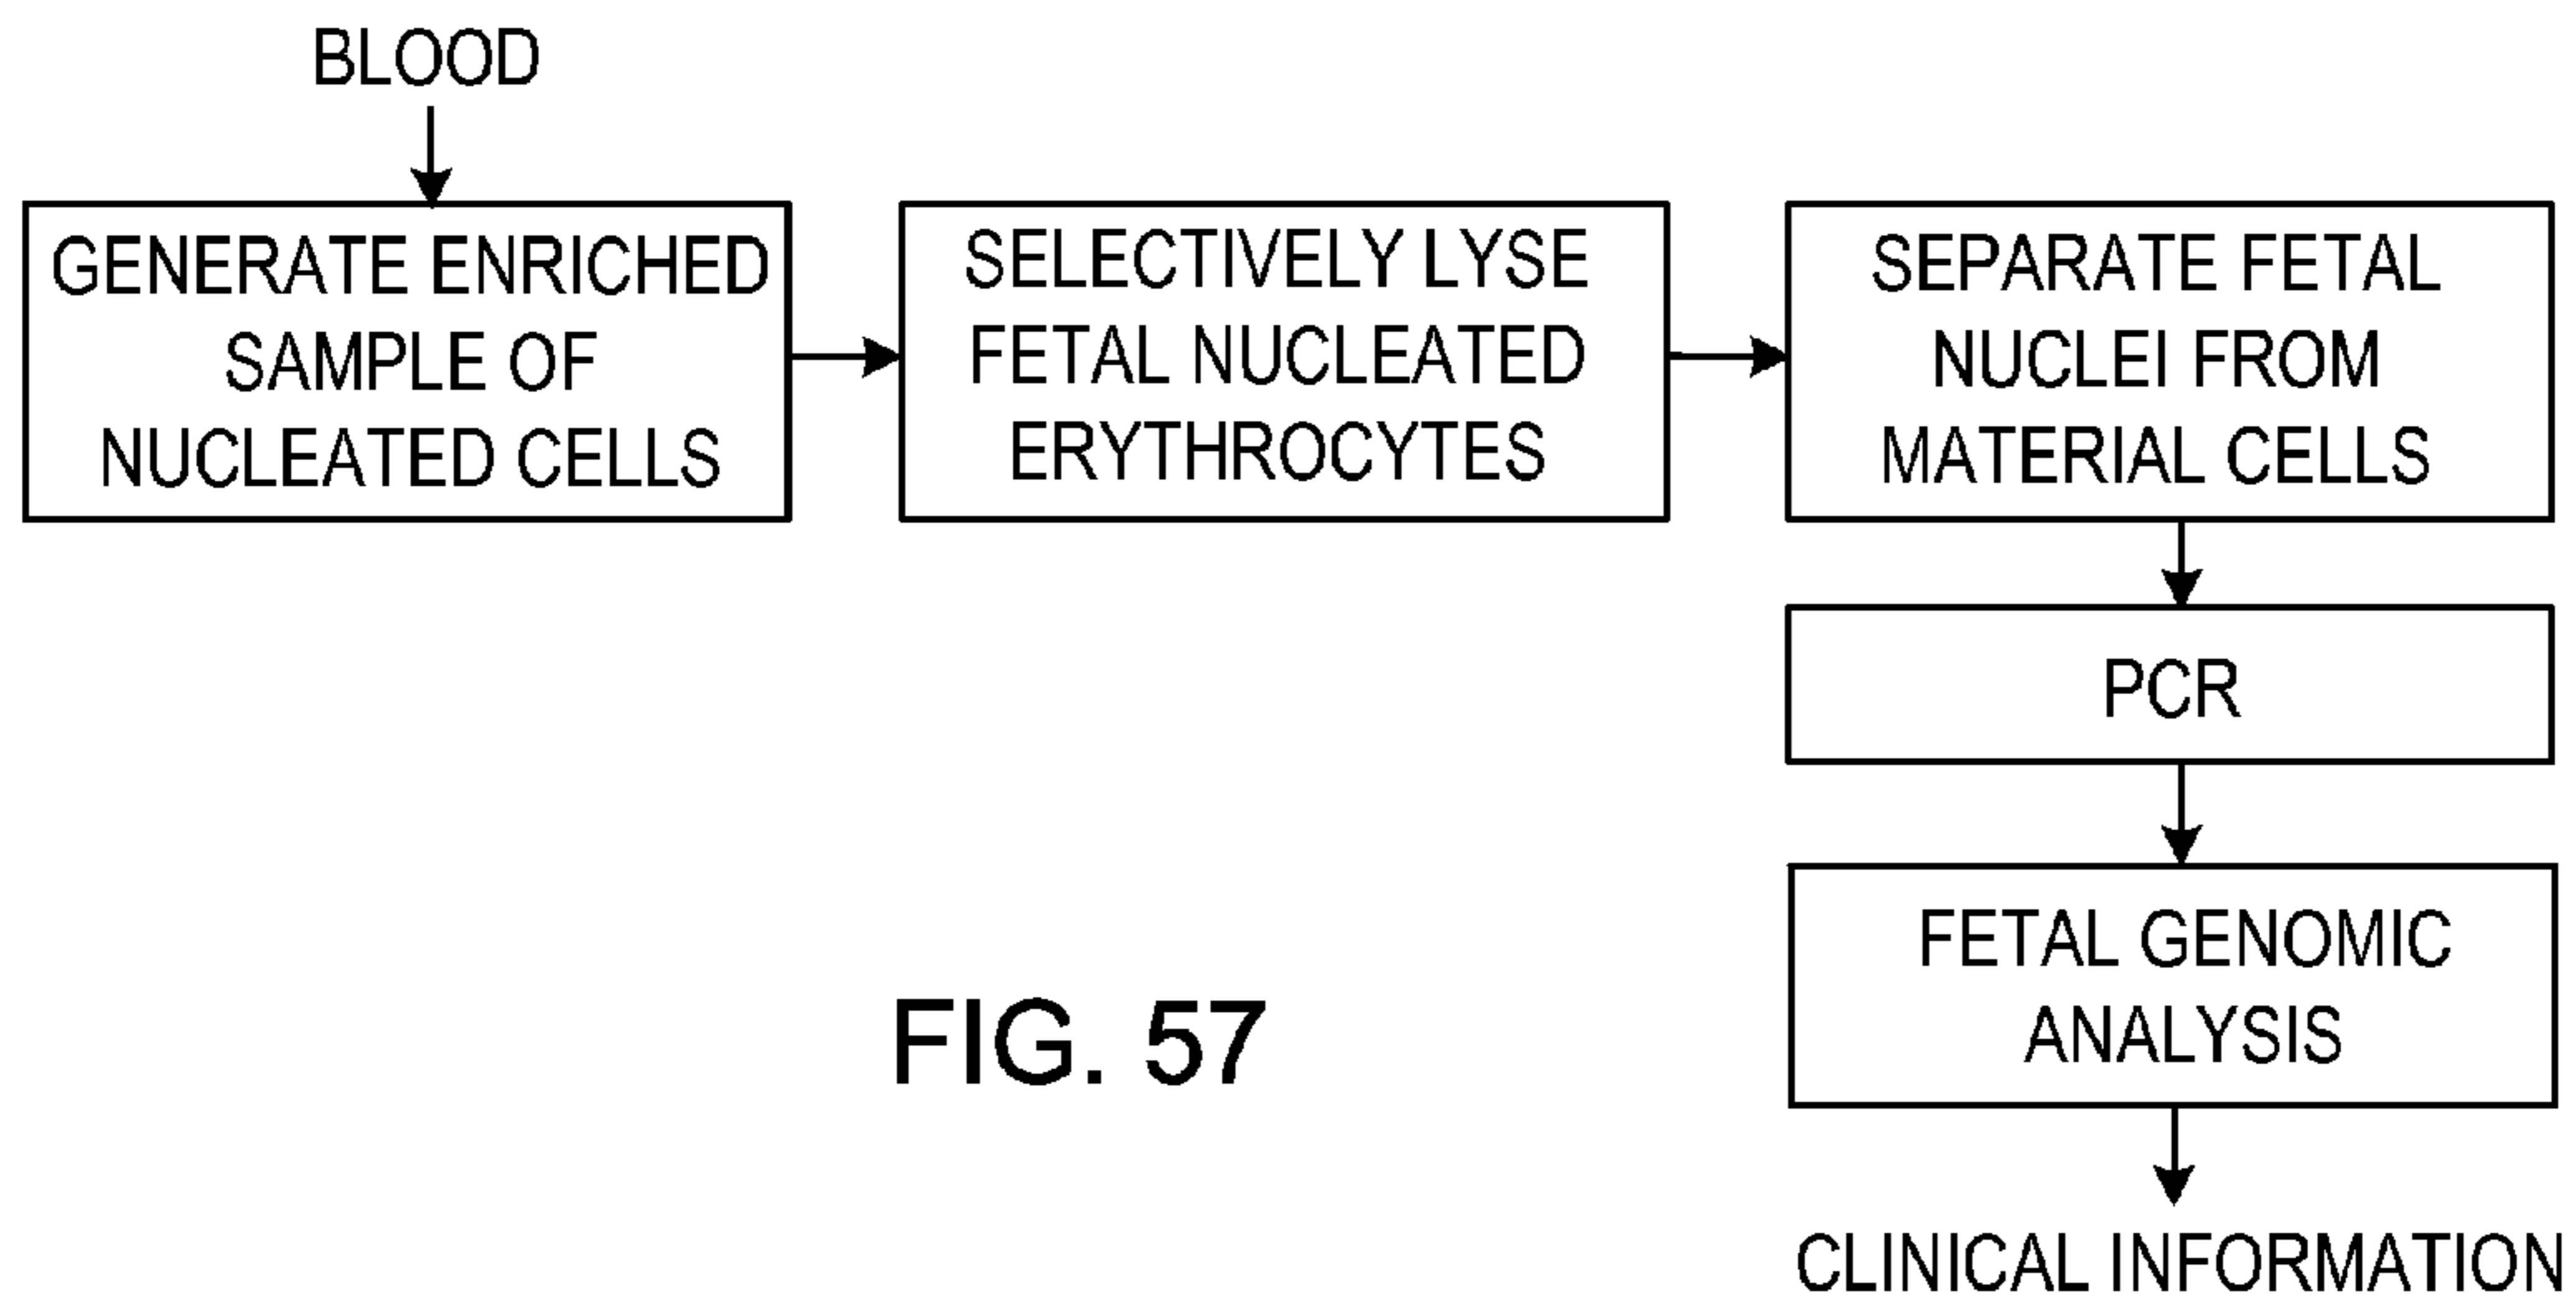 BLOOD
GENERATE ENRICHED
SAMPLE OF
NUCLEATED CELLS
SELECTIVELY LYSE
FETAL NUCLEATED
ERYTHROCYTES
SEPARATE FETAL
NUCLEI FROM
MATERIAL CELLS
PCR
FETAL GENOMIC
ANALYSIS
CLINICAL INFORMATION
FIG. 57